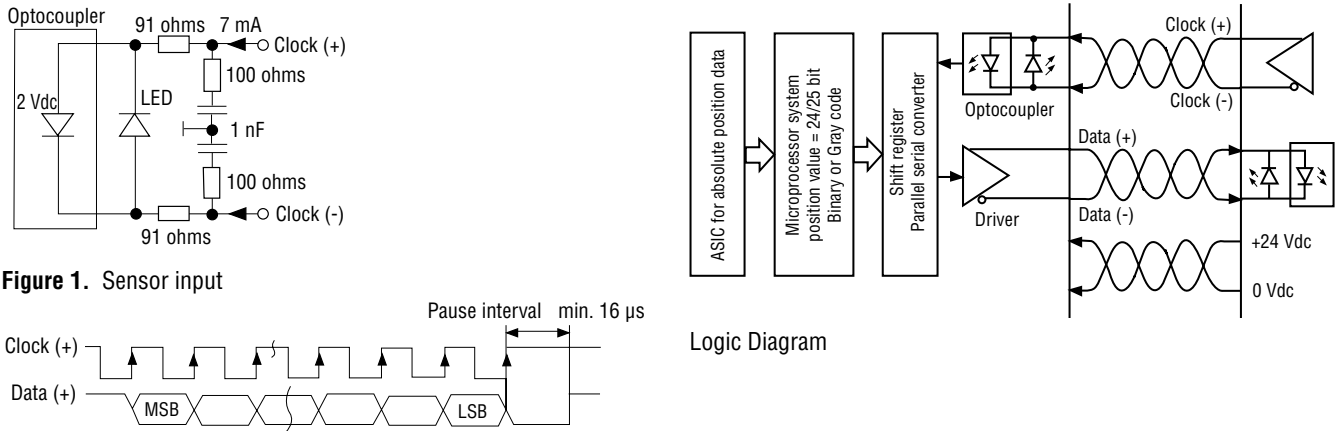 Optocoupler
91 ohms
7 mA
Clock (+)
100 ohms
2 Vdc
LED
1 nF
100 ohms
Clock (-)
91 ohms
Figure 1. Sensor input
Pause interval min. 16 µs
Clock (+)
Data (+)
MSB
LSB
ASIC for absolute position data
Microprocessor system
position value = 24/25 bit
Binary or Gray code
Shift register
Parallel serial converter
Optocoupler
Driver
Clock (+)
Clock (-)
Data (+)
Data (-)
+24 Vdc
0 Vdc
Logic Diagram